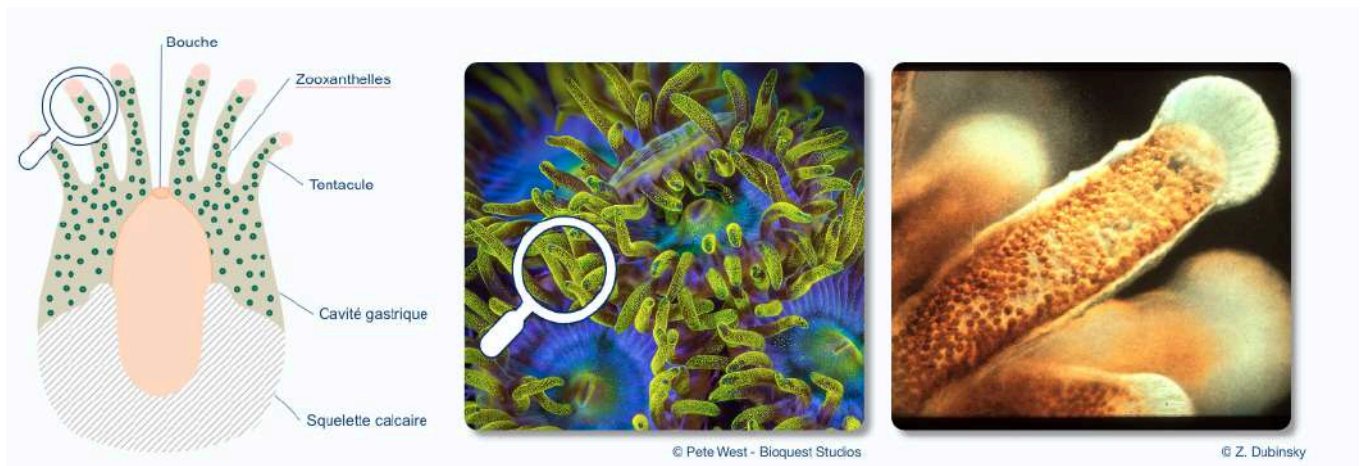 Bouche
Zooxanthelles
Tentacule
Cavité gastrique
Squelette calcaire
© Pete West - Bioquest Studios
© Z. Dubinsky